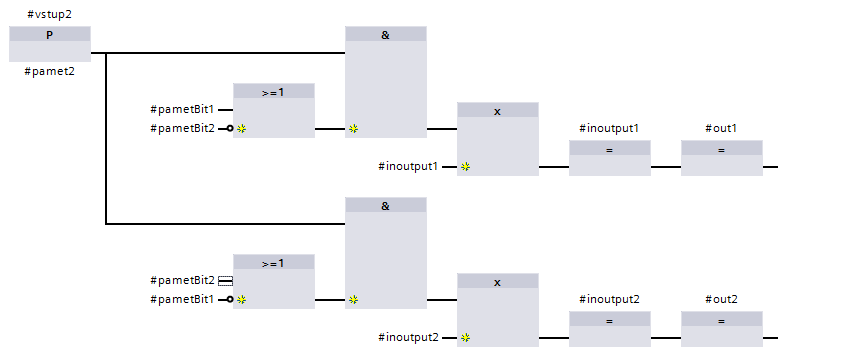 #vstup2
P
#pamet2
&
>=1
#pametBit1
#pametBit2
x
#inoutput1
#inoutput1
=
#out1
=
&
>=1
#pametBit2
#pametBit1
x
#inoutput2
#inoutput2
=
#out2
=